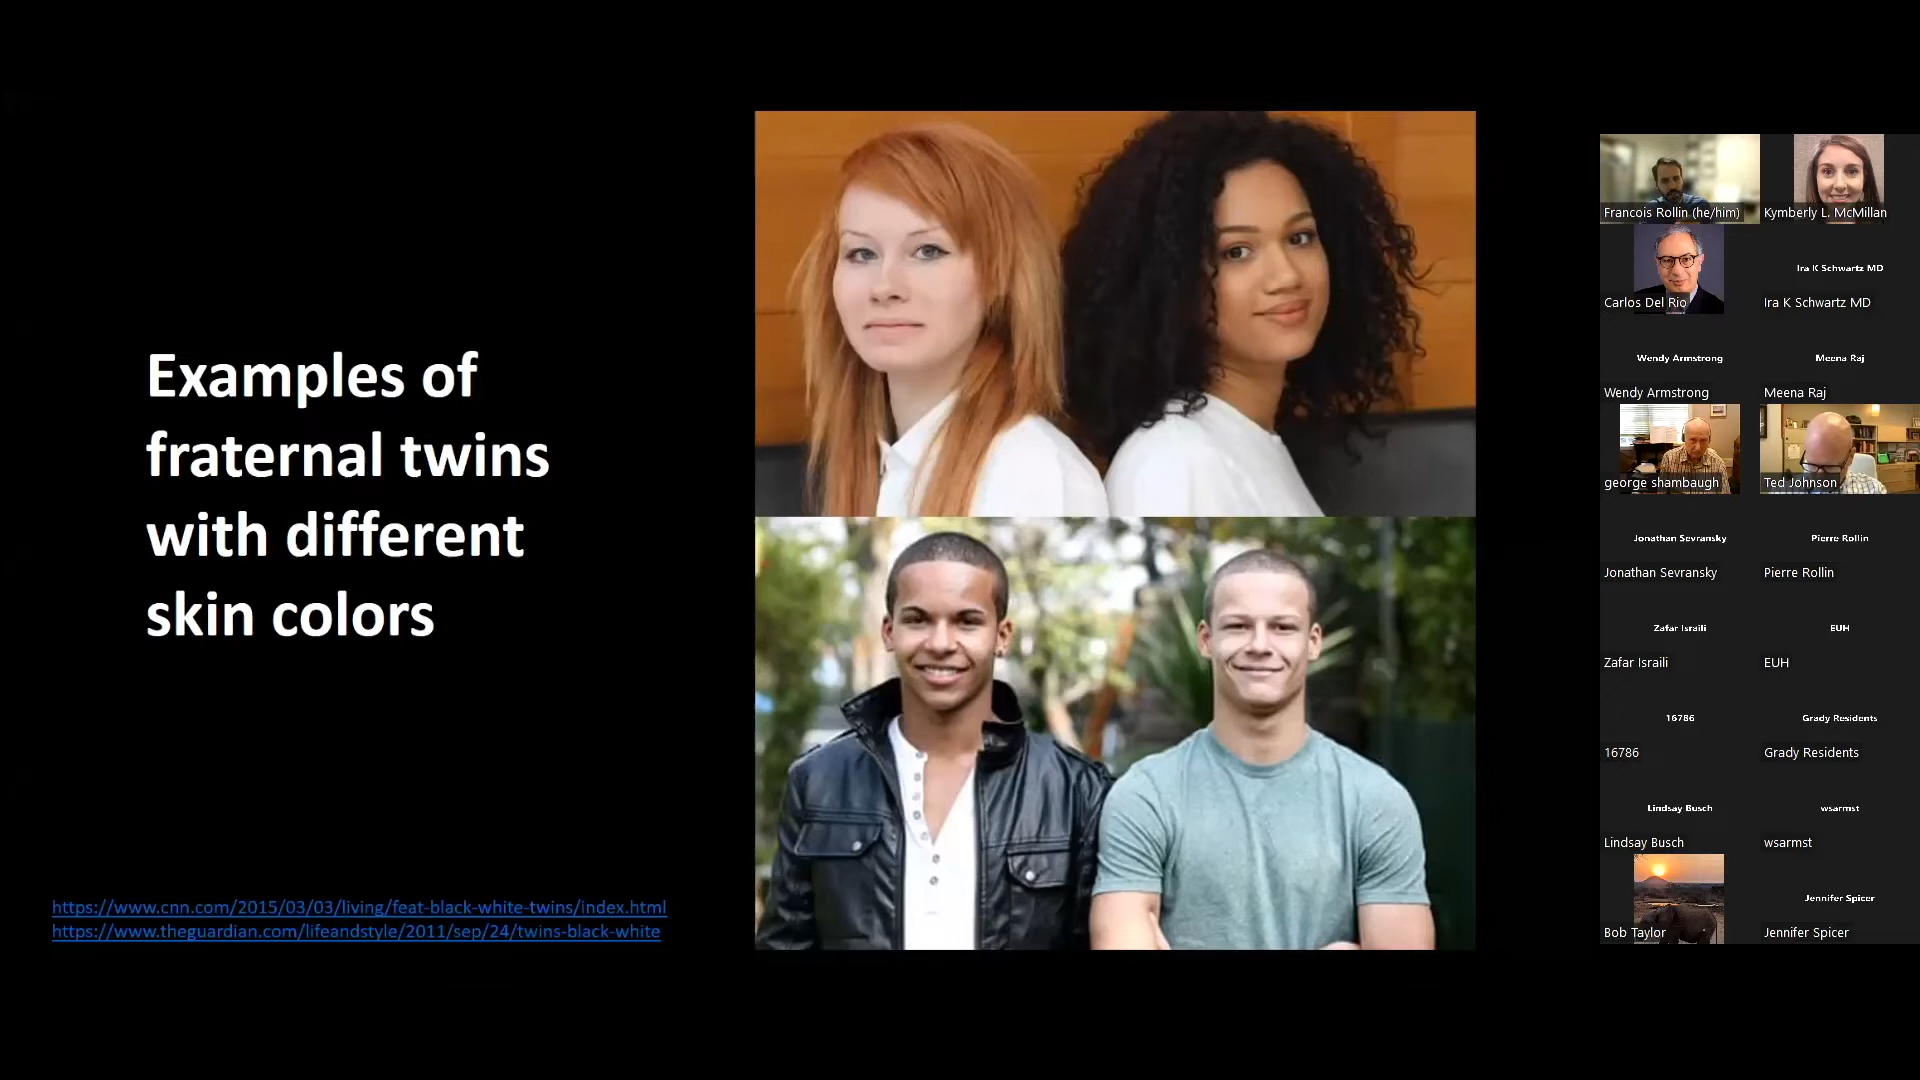 Examples of
fraternal twins
with different
skin colors
https://www.cnn.com/2015/03/03/living/feat-black-white-twins/index.html
https://www.theguardian.com/lifeandstyle/2011/sep/24/twins-black-white
Francois Rollin (he/him)
Kymberly L. McMillan
Carlos Del Rio
Ira K Schwartz MD
Ira K Schwartz MD
Wendy Armstrong
Wendy Armstrong
Meena Raj
Meena Raj
george shambaugh
Ted Johnson
Jonathan Sevransky
Jonathan Sevransky
Pierre Rollin
Pierre Rollin
Zafar Israili
Zafar Israili
EUH
EUH
16786
16786
Grady Residents
Grady Residents
Lindsay Busch
Lindsay Busch
wsarmst
wsarmst
Bob Taylor
Jennifer Spicer
Jennifer Spicer